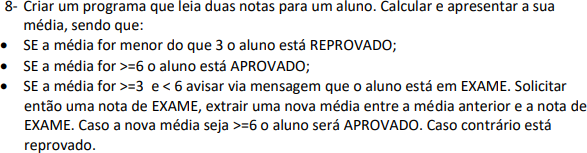 8- Criar um programa que leia duas notas para um aluno. Calcular e apresentar a sua
média, sendo que:
• SE a média for menor do que 3 o aluno está REPROVADO;
• SE a média for >=6 o aluno está APROVADO;
• SE a média for >=3 e < 6 avisar via mensagem que o aluno está em EXAME. Solicitar
então uma nota de EXAME, extrair uma nova média entre a média anterior e a nota de
EXAME. Caso a nova média seja >=6 o aluno será APROVADO. Caso contrário está
reprovado.